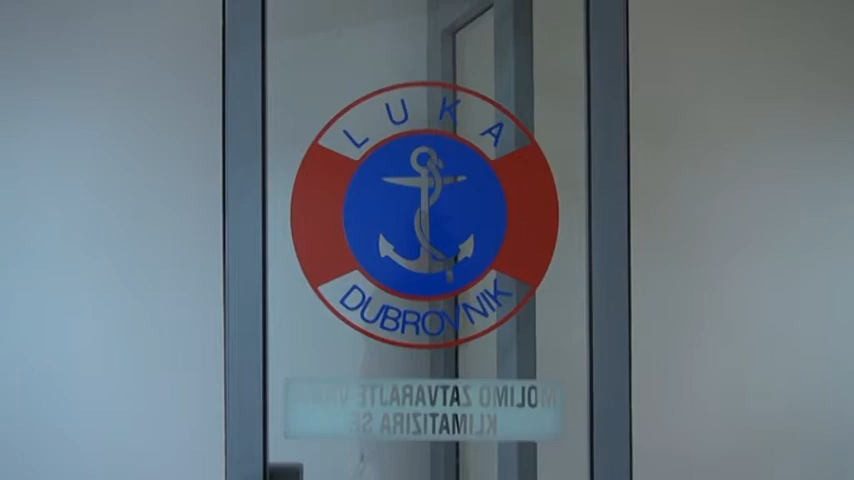 LUKA
DUBROVNIK
MOLIMO ZATVARAJTE
KLIMATIZIRA SE